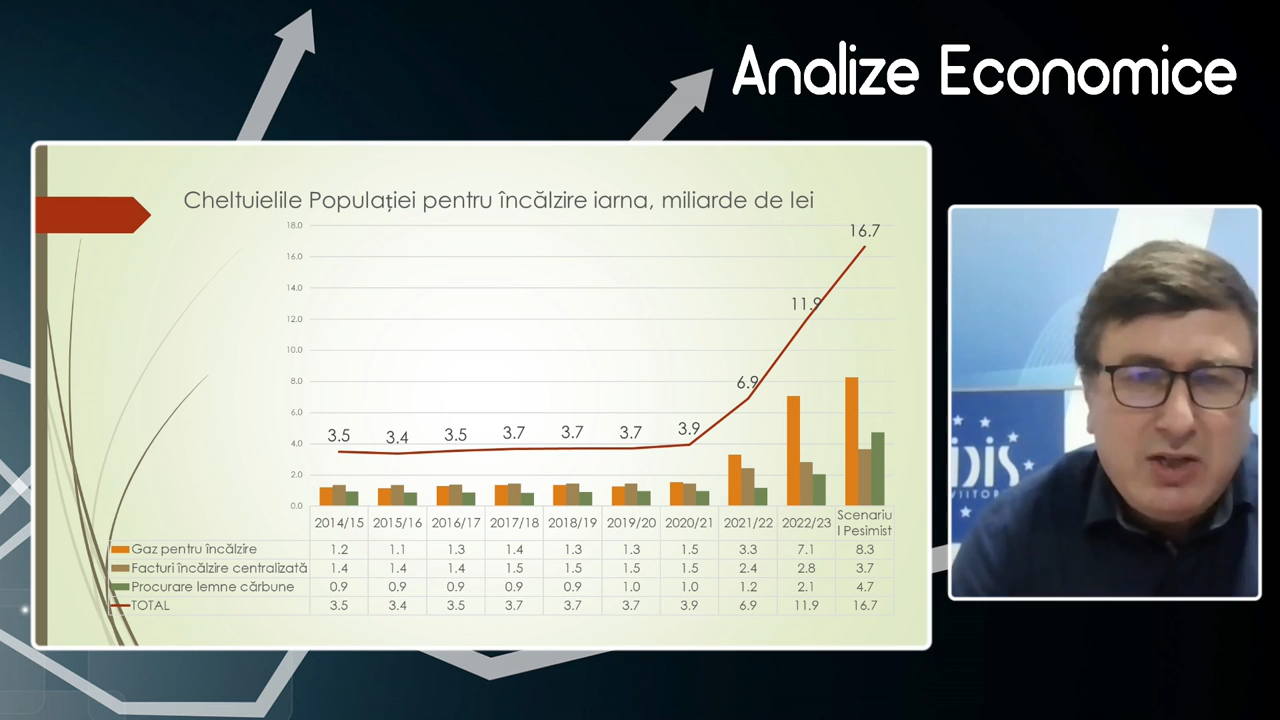 Analize Economice
Cheltuielile Populației pentru încălzire iarna, miliarde de lei
18.0
16.0
14.0
12.0
10.0
8.0
6.0
4.0
2.0
0.0
3.5 3.4 3.5 3.7 3.7 3.7 3.9 6.9 11.9 16.7
2014/15 2015/16 2016/17 2017/18 2018/19 2019/20 2020/21 2021/22 2022/23 Scenariu
l Pesimist
Gaz pentru încălzire 1.2 1.1 1.3 1.4 1.3 1.3 1.5 3.3 7.1 8.3
Facturi încălzire centralizată 1.4 1.4 1.4 1.5 1.5 1.5 1.5 2.4 2.8 3.7
Procurare lemne cărbune 0.9 0.9 0.9 0.9 0.9 1.0 1.0 1.2 2.1 4.7
TOTAL 3.5 3.4 3.5 3.7 3.7 3.7 3.9 6.9 11.9 16.7
IDIS
VIITOR